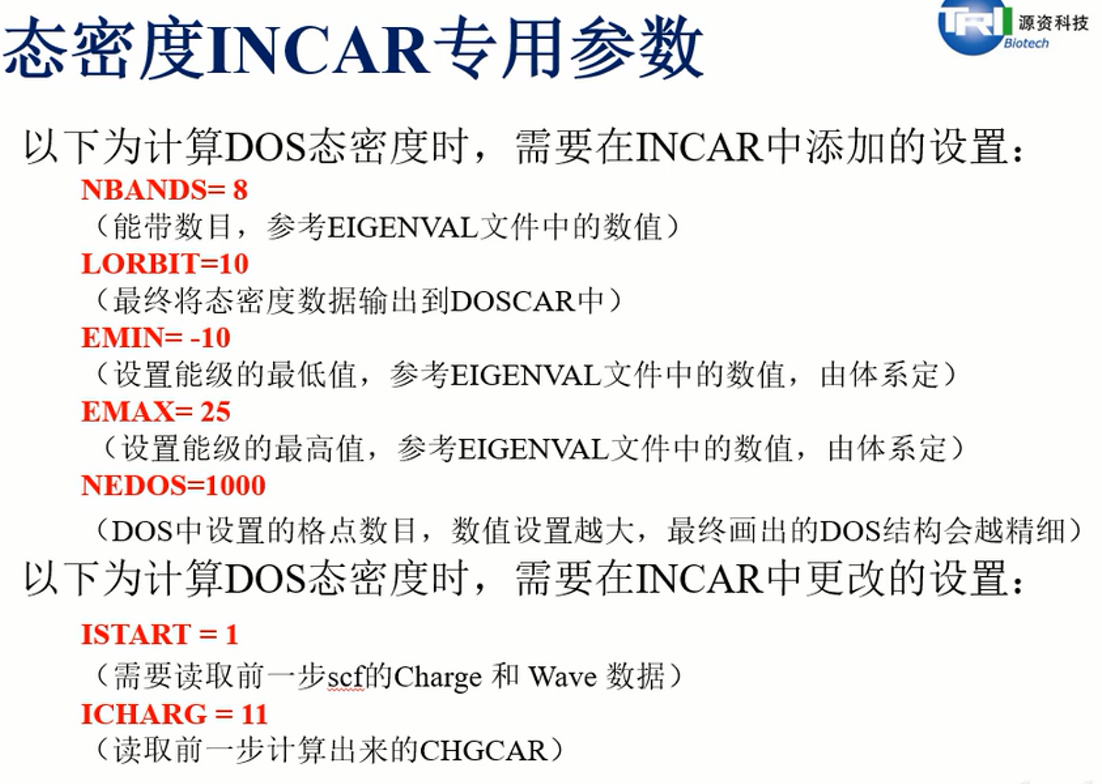 态密度INCAR专用参数
TRI 源资科技
Biotech
以下为计算DOS态密度时，需要在INCAR中添加的设置：
NBANDS= 8
（能带数目，参考EIGENVAL文件中的数值）
LORBIT=10
（最终将态密度数据输出到DOSCAR中）
EMIN= -10
（设置能级的最低值，参考EIGENVAL文件中的数值，由体系定）
EMAX= 25
（设置能级的最高值，参考EIGENVAL文件中的数值，由体系定）
NEDOS=1000
（DOS中设置的格点数目，数值设置越大，最终画出的DOS结构会越精细）
以下为计算DOS态密度时，需要在INCAR中更改的设置：
ISTART = 1
（需要读取前一步scf的Charge 和 Wave 数据）
ICHARG = 11
（读取前一步计算出来的CHGCAR）